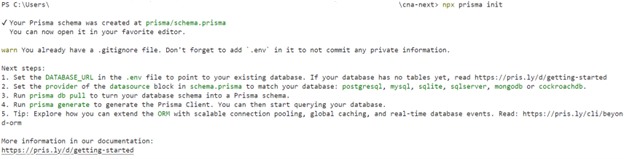 PS C:\Users\ \cna-next> npx prisma init
✓ Your Prisma schema was created at prisma/schema.prisma
You can now open it in your favorite editor.
warn You already have a .gitignore file. Don't forget to add `.env` in it to not commit any private information.
Next steps:
1. Set the DATABASE_URL in the .env file to point to your existing database. If your database has no tables yet, read https://pris.ly/d/getting-started
2. Set the provider of the datasource block in schema.prisma to match your database: postgresql, mysql, sqlite, sqlserver, mongodb or cockroachdb.
3. Run prisma db pull to turn your database schema into a Prisma schema.
4. Run prisma generate to generate the Prisma Client. You can then start querying your database.
5. Tip: Explore how you can extend the ORM with scalable connection pooling, global caching, and real-time database events. Read: https://pris.ly/cli/beyon
d-orm
More information in our documentation:
https://pris.ly/d/getting-started